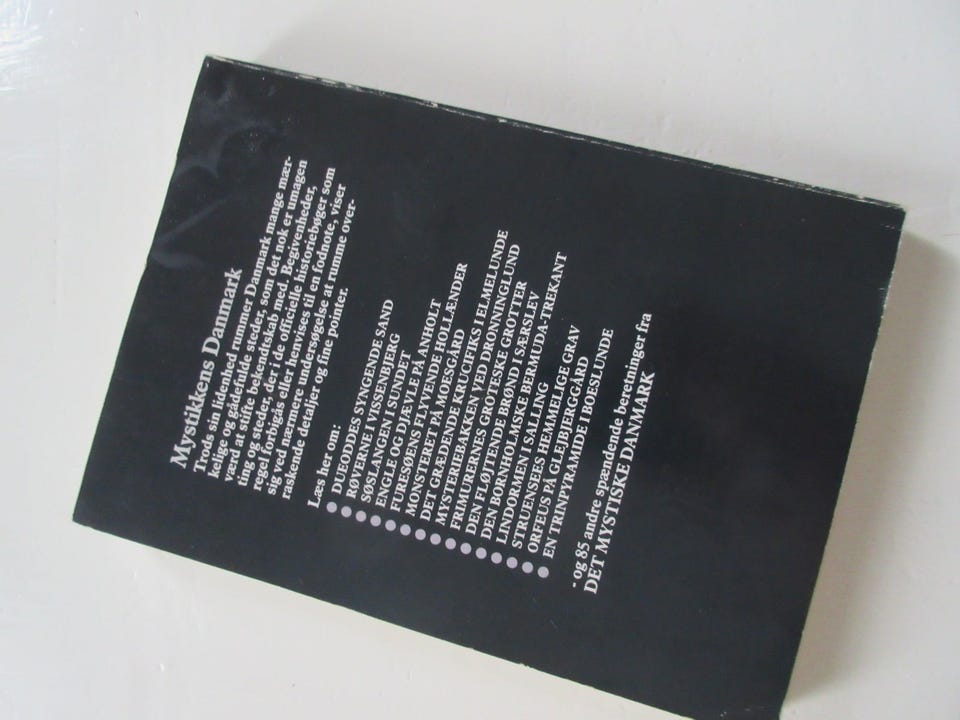 Mystikkens Danmark
Trods sin lidenhed rummer Danmark mange mær-
kelige og gådefulde steder, som det nok er umagen
værd at stifte bekendtskab med. Begivenheder,
ting og steder, der i de officielle historiebøger som
regel forbigås eller henvises til en fodnote, viser
sig ved nærmere undersøgelse at rumme over-
raskende detaljer og fine pointer.
Læs her om:
● DUEODDES SYNGENDE SAND
● RØVERNE I VISSENBERG
● SØSLANGEN I SUNDET
● ENGLE OG DJÆVLE PÅ ANHOLT
● FURESØENS FLYVENDE HOLLÆNDER
● MONSTERET PÅ MOESGÅRD
● DET GRÆDENDE KRUCIFIKS I ELMELUNDE
● MYSTERIEBAKKEN VED DRONNINGLUND
● FRIMURERNES GROTESKE GROTTER
● DEN FLØJTENDE BRØND I SÆRSLEV
● DEN BORNHOLMSKE BERMUDA-TREKANT
● LINDORMEN I SALLING
● STRUENSES HEMMELIGE GRAV
● ORFEUS PÅ GLEJBJERGGÅRD
● EN TRINPYRAMIDE I BOESLUNDE
- og 85 andre spændende beretninger fra
DET MYSTISKE DANMARK